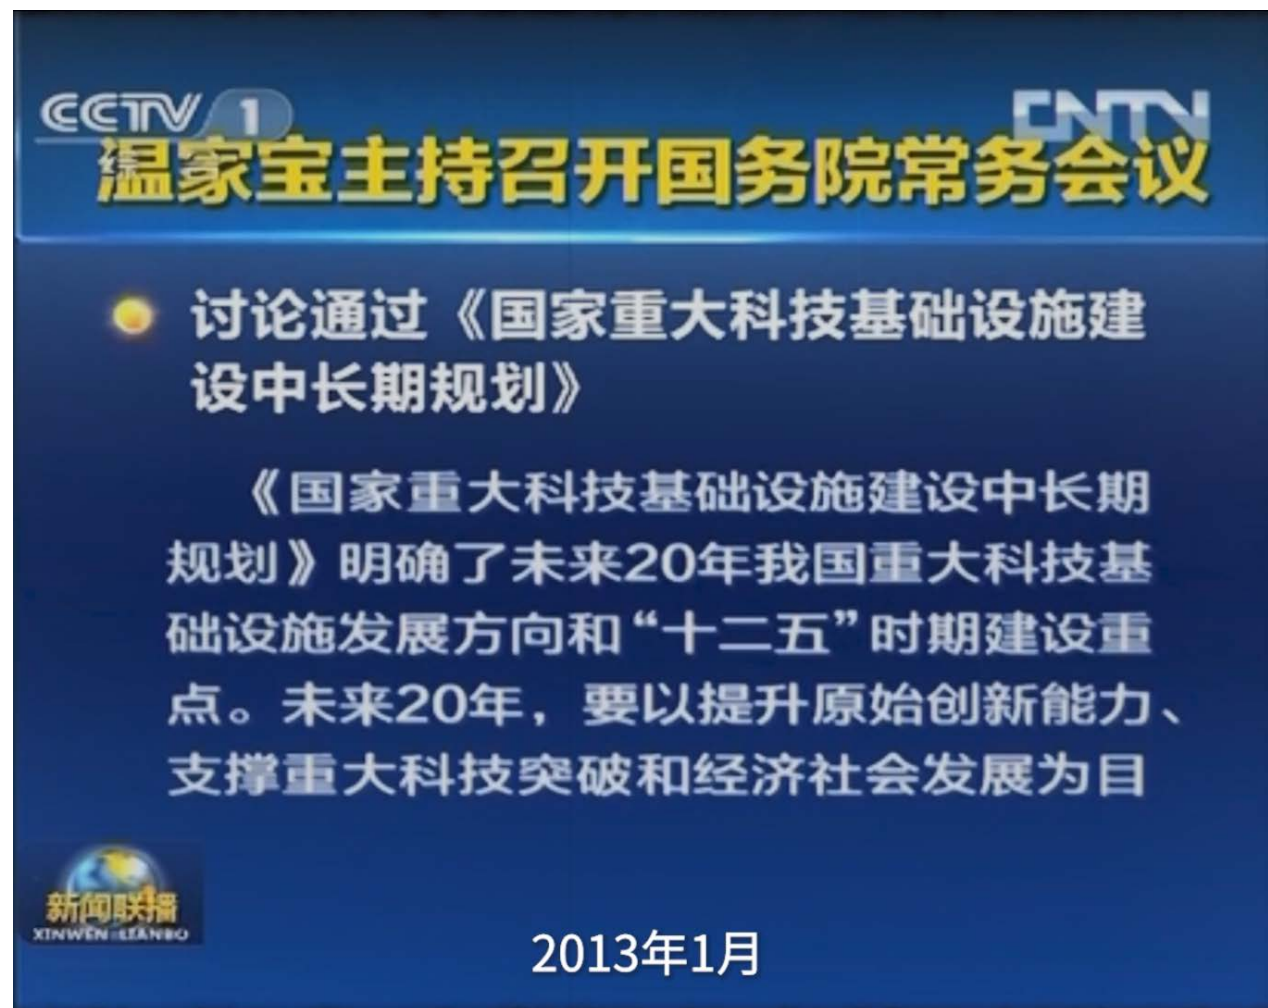 CCTV 1
CNTV
综合
温家宝主持召开国务院常务会议
讨论通过《国家重大科技基础设施建
设中长期规划》
《国家重大科技基础设施建设中长期
规划》明确了未来20年我国重大科技基
础设施发展方向和“十二五”时期建设重
点。未来20年，要以提升原始创新能力、
支撑重大科技突破和经济社会发展为目
新闻联播
XINWEN LIANBO
2013年1月